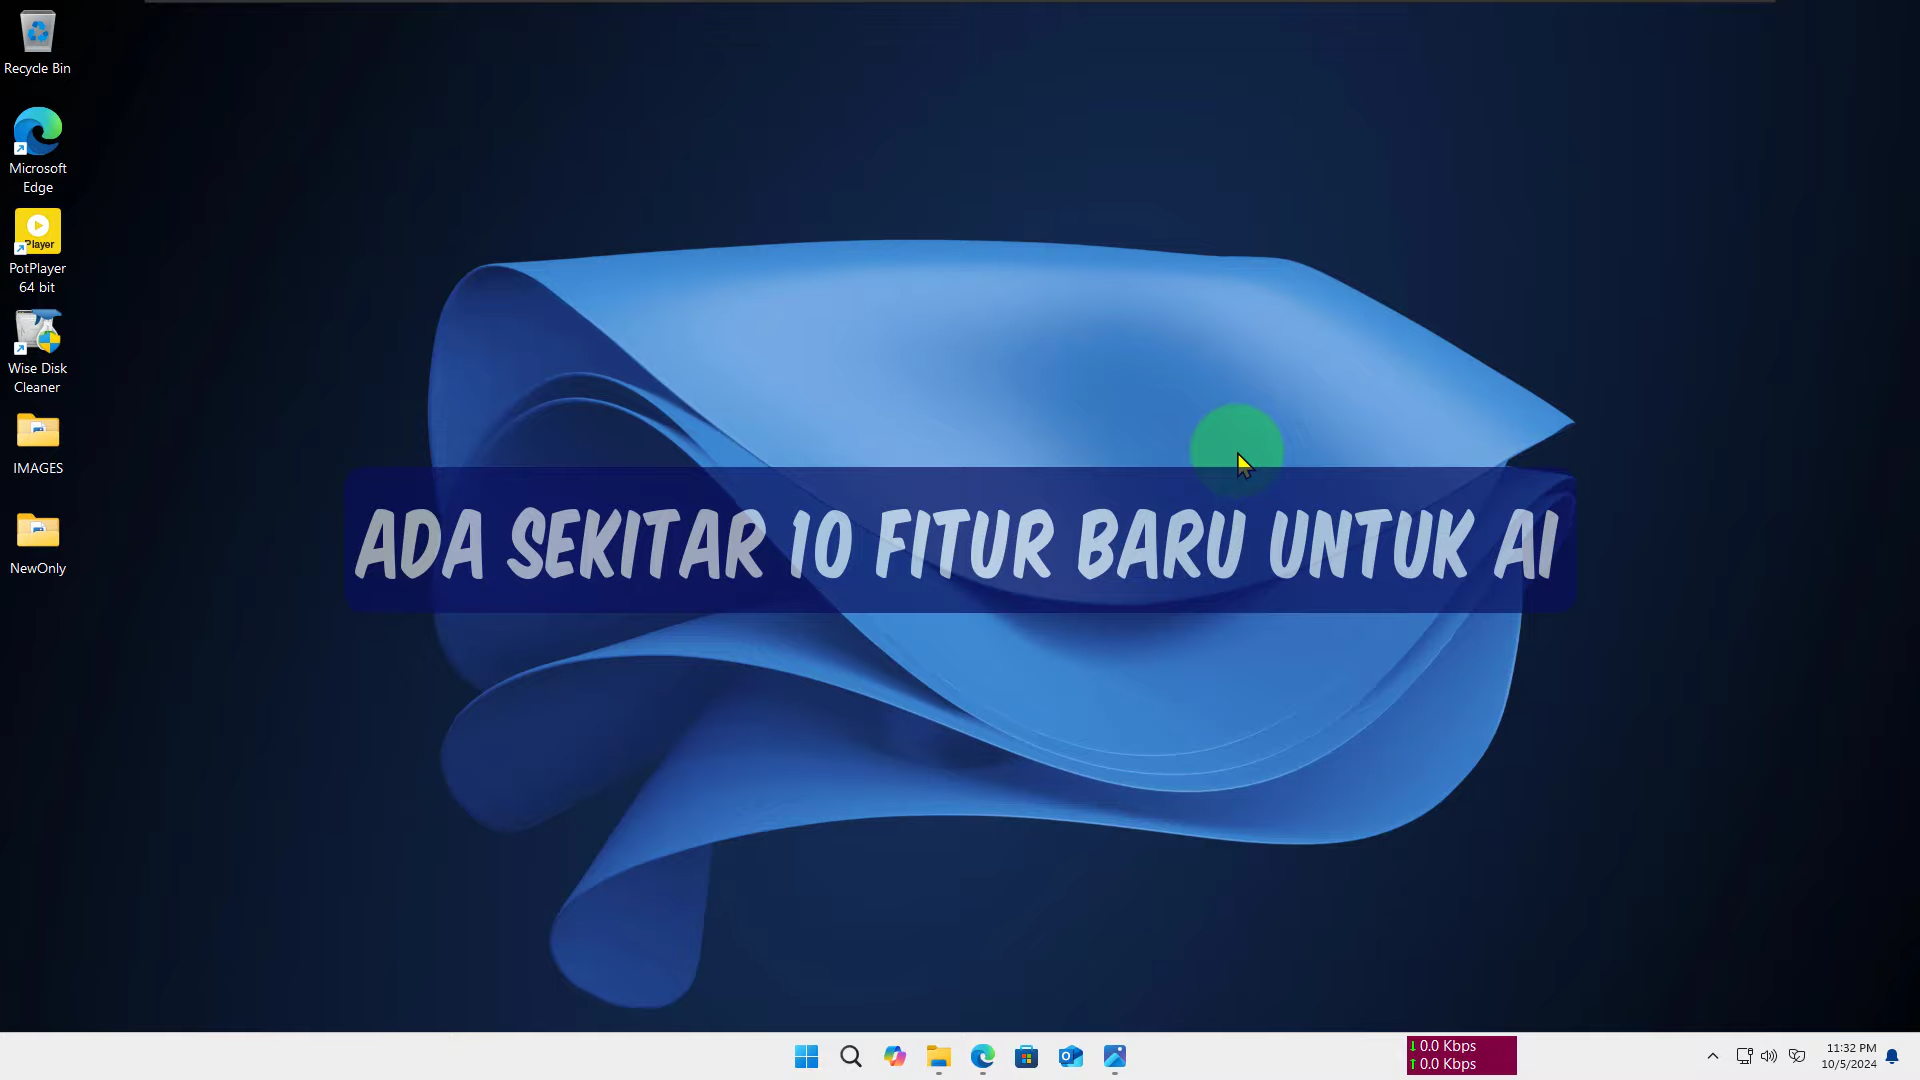 Recycle Bin
Microsoft
Edge
Player
PotPlayer
64 bit
Wise Disk
Cleaner
IMAGES
NewOnly
ADA SEKITAR 10 FITUR BARU UNTUK AI
0.0 Kbps
0.0 Kbps
11:32 PM
10/5/2024